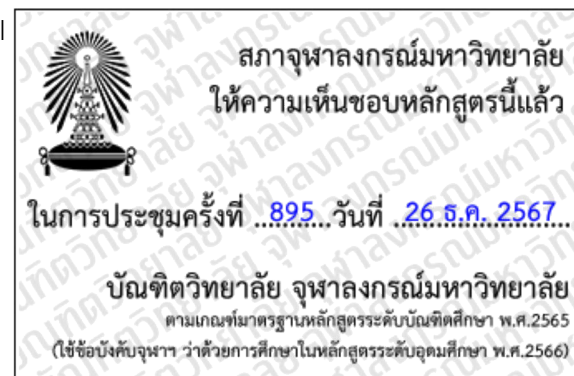 สภาจุฬาลงกรณ์มหาวิทยาลัย
ให้ความเห็นชอบหลักสูตรนี้แล้ว
ในการประชุมครั้งที่ ..895..วันที่ ..26 ธ.ค. 2567..
บัณฑิตวิทยาลัย จุฬาลงกรณ์มหาวิทยาลัย
ตามเกณฑ์มาตรฐานหลักสูตรระดับบัณฑิตศึกษา พ.ศ.2565
(ใช้ข้อบังคับจุฬาฯ ว่าด้วยการศึกษาในหลักสูตรระดับอุดมศึกษา พ.ศ.2566)